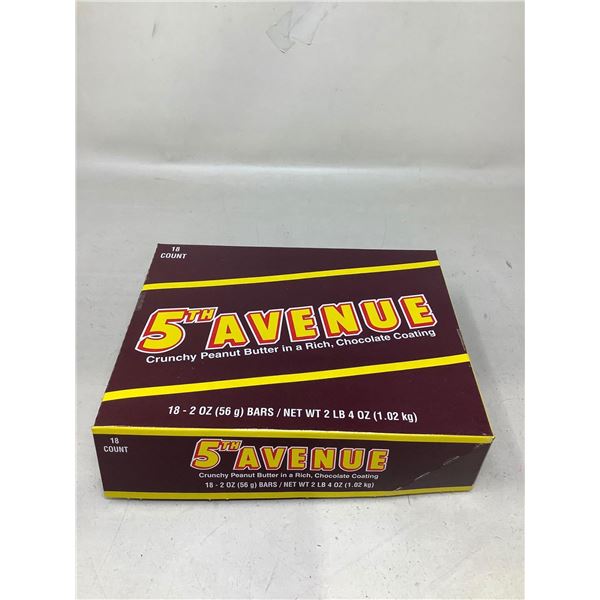 18
COUNT
5TH AVENUE
Crunchy Peanut Butter in a Rich, Chocolate Coating
18 - 2 OZ (56 g) BARS / NET WT 2 LB 4 OZ (1.02 kg)
18
COUNT
5TH AVENUE
Crunchy Peanut Butter in a Rich, Chocolate Coating
18 - 2 OZ (56 g) BARS / NET WT 2 LB 4 OZ (1.02 kg)